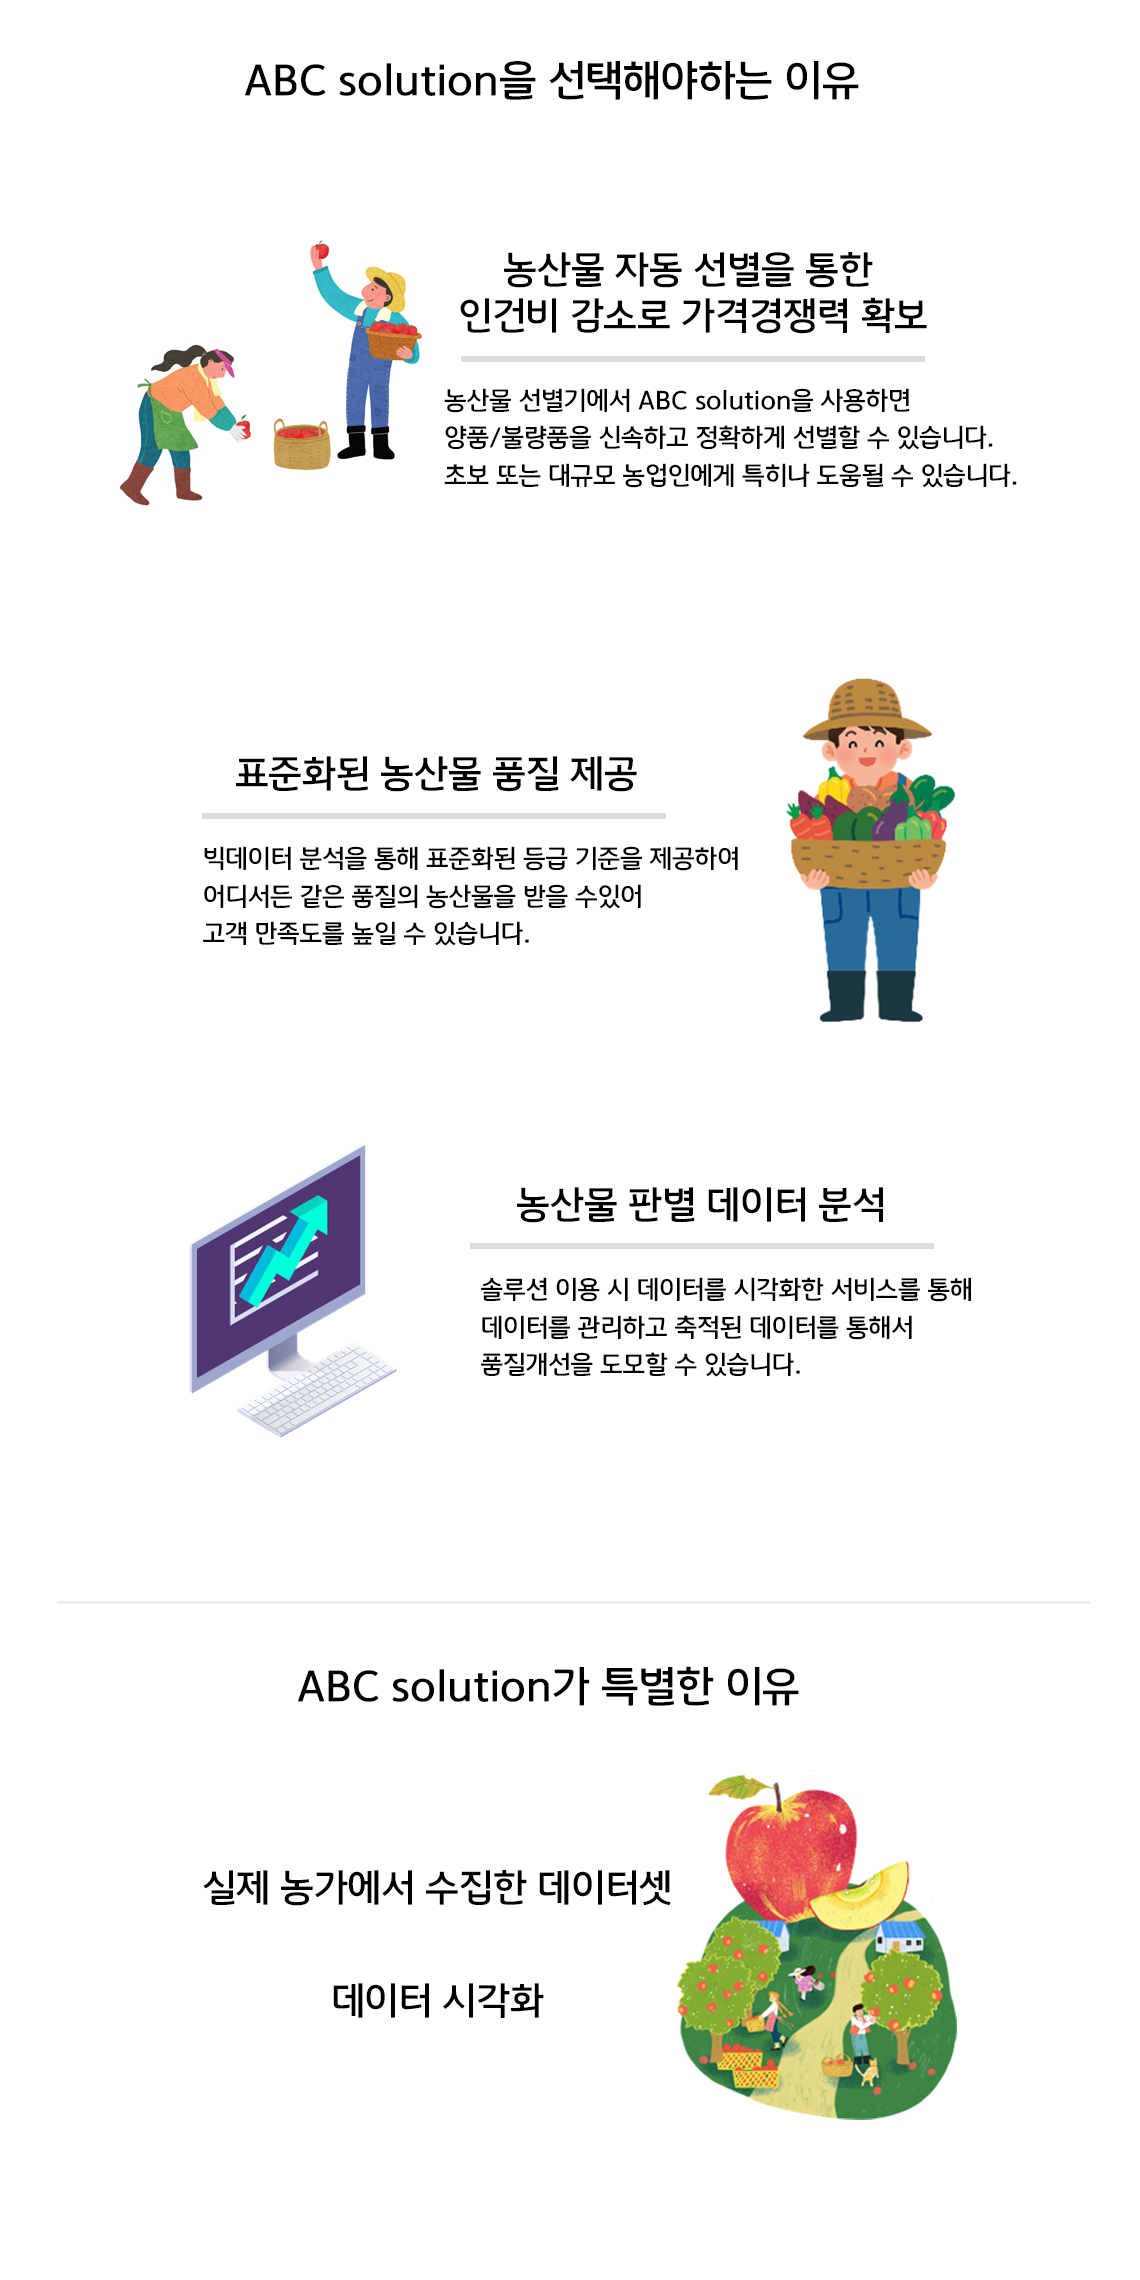 ABC solution을 선택해야하는 이유
농산물 자동 선별을 통한
인건비 감소로 가격경쟁력 확보
농산물 선별기에서 ABC solution을 사용하면
양품/불량품을 신속하고 정확하게 선별할 수 있습니다.
초보 또는 대규모 농업인에게 특히나 도움될 수 있습니다.
표준화된 농산물 품질 제공
빅데이터 분석을 통해 표준화된 등급 기준을 제공하여
어디서든 같은 품질의 농산물을 받을 수있어
고객 만족도를 높일 수 있습니다.
농산물 판별 데이터 분석
솔루션 이용 시 데이터를 시각화한 서비스를 통해
데이터를 관리하고 축적된 데이터를 통해서
품질개선을 도모할 수 있습니다.
ABC solution가 특별한 이유
실제 농가에서 수집한 데이터셋
데이터 시각화